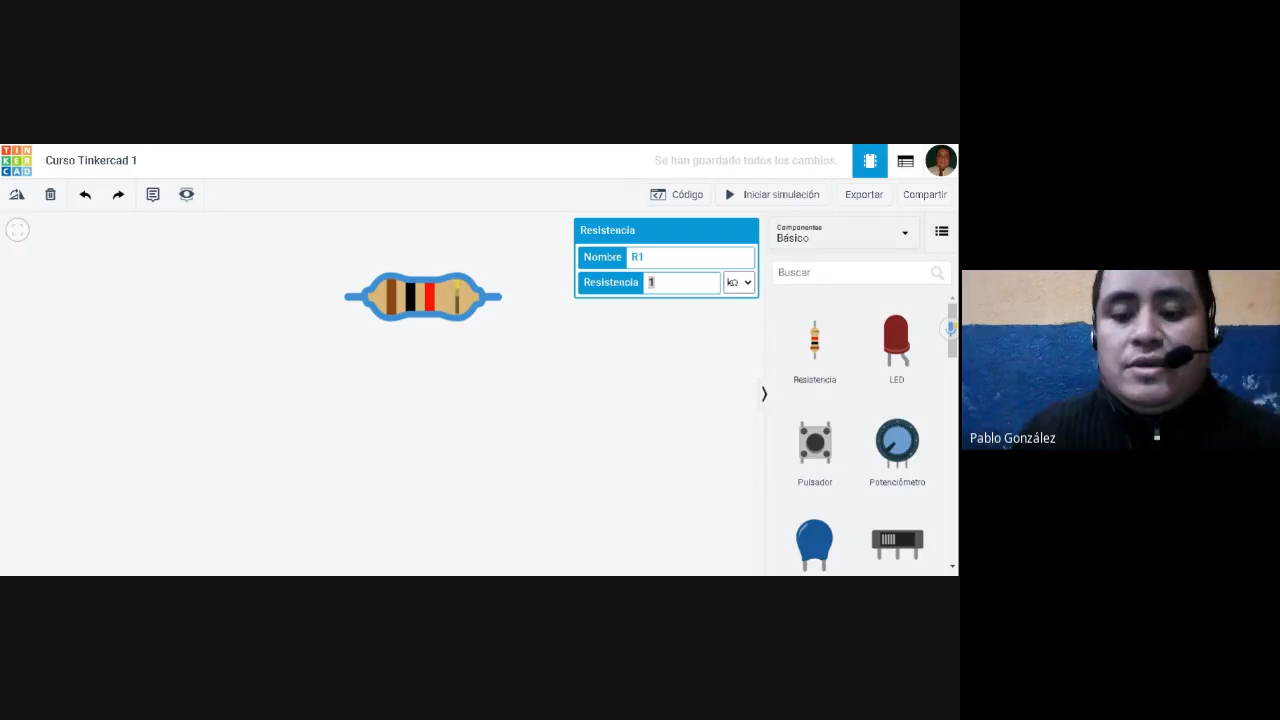 TIN
KER
CAD
Curso Tinkercad 1
Se han guardado todos los cambios.
Código
Iniciar simulación
Exportar
Compartir
Resistencia
Nombre R1
Resistencia 1 kΩ
Componentes
Básico
Buscar
Resistencia
LED
Pulsador
Potenciómetro
Pablo González